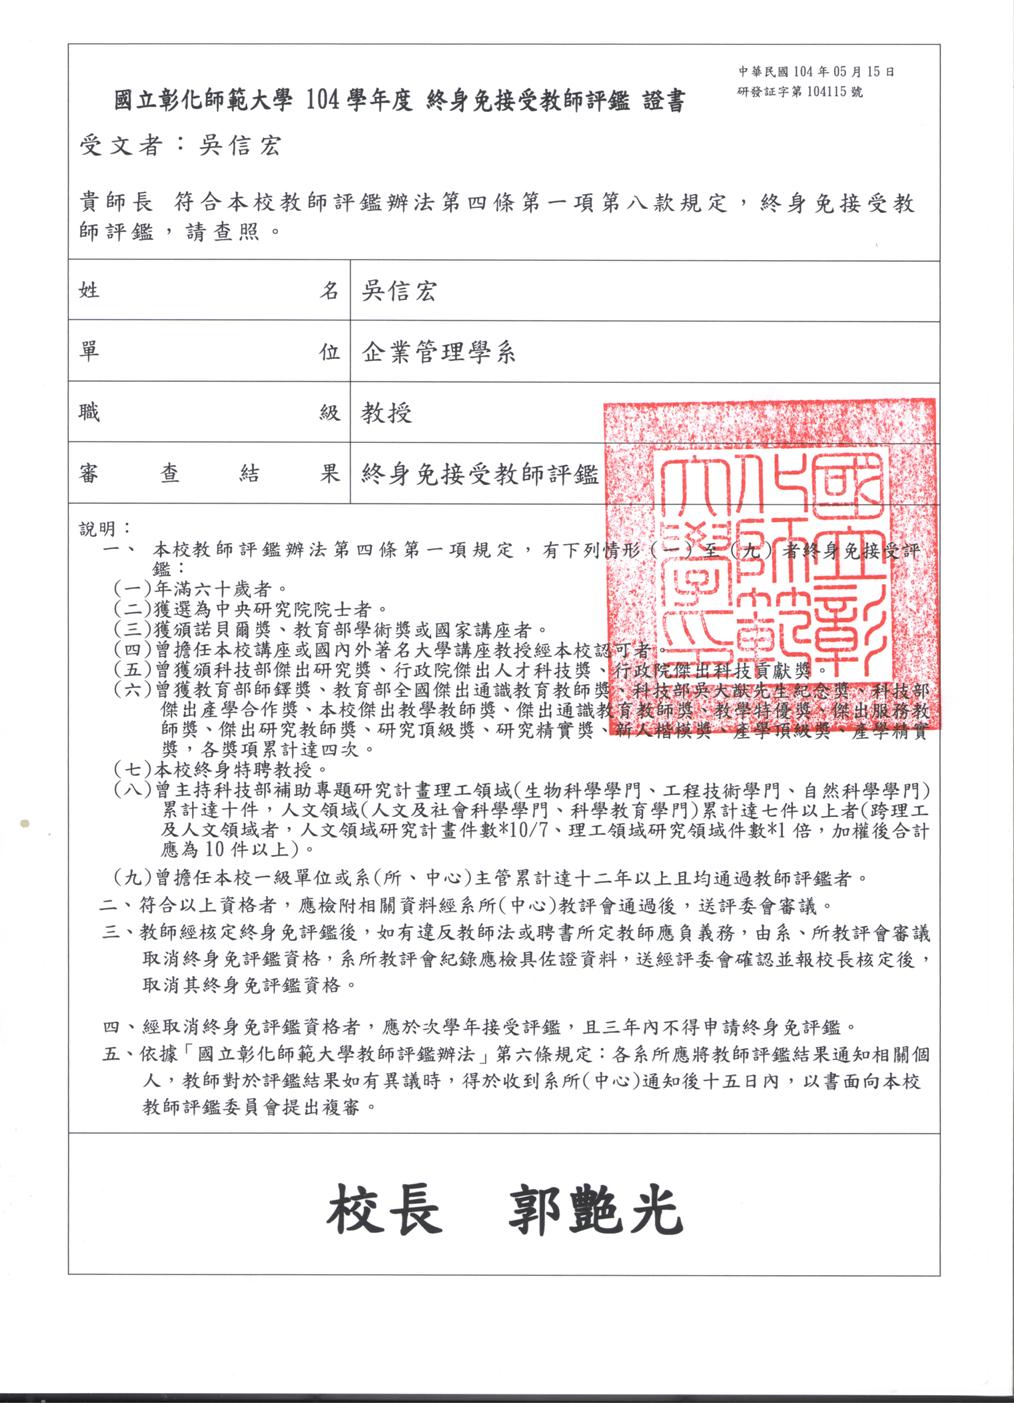 中華民國 104 年 05 月 15 日
研發証字第 104115 號
國立彰化師範大學 104 學年度 終身免接受教師評鑑 證書
受文者：吳信宏
貴師長 符合本校教師評鑑辦法第四條第一項第八款規定，終身免接受教
師評鑑，請查照。
姓名 吳信宏
單位 企業管理學系
職級 教授
審查結果 終身免接受教師評鑑
國立彰化師範大學印
說明：
一、 本校教師評鑑辦法第四條第一項規定，有下列情形（一）至（九）者終身免接受評
鑑：
(一)年滿六十歲者。
(二)獲選為中央研究院院士者。
(三)獲頒諾貝爾獎、教育部學術獎或國家講座者。
(四)曾擔任本校講座或國內外著名大學講座教授經本校認可者。
(五)曾獲頒科技部傑出研究獎、行政院傑出人才科技獎、行政院傑出科技貢獻獎。
(六)曾獲教育部師鐸獎、教育部全國傑出通識教育教師獎、科技部吳大猷先生紀念獎、科技部
傑出產學合作獎、本校傑出教學教師獎、傑出通識教育教師獎、教學特優獎、傑出服務教
師獎、傑出研究教師獎、研究頂級獎、研究精實獎、新人楷模獎、產學頂級獎、產學精實
獎，各獎項累計達四次。
(七)本校終身特聘教授。
(八)曾主持科技部補助專題研究計畫理工領域(生物科學學門、工程技術學門、自然科學學門)
累計達十件，人文領域(人文及社會科學學門、科學教育學門)累計達七件以上者(跨理工
及人文領域者，人文領域研究計畫件數*10/7、理工領域研究領域件數*1 倍，加權後合計
應為 10 件以上)。
(九)曾擔任本校一級單位或系(所、中心)主管累計達十二年以上且均通過教師評鑑者。
二、符合以上資格者，應檢附相關資料經系所(中心)教評會通過後，送評委會審議。
三、教師經核定終身免評鑑後，如有違反教師法或聘書所定教師應負義務，由系、所教評會審議
取消終身免評鑑資格，系所教評會紀錄應檢具佐證資料，送經評委會確認並報校長核定後，
取消其終身免評鑑資格。
四、經取消終身免評鑑資格者，應於次學年接受評鑑，且三年內不得申請終身免評鑑。
五、依據「國立彰化師範大學教師評鑑辦法」第六條規定：各系所應將教師評鑑結果通知相關個
人，教師對於評鑑結果如有異議時，得於收到系所(中心)通知後十五日內，以書面向本校
教師評鑑委員會提出複審。
校長 郭艷光